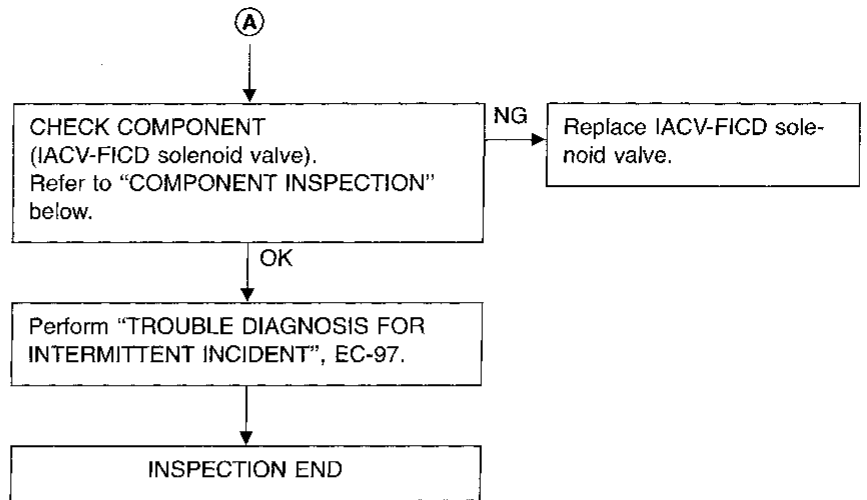 A
CHECK COMPONENT
(IACV-FICD solenoid valve).
Refer to “COMPONENT INSPECTION”
below.
NG
Replace IACV-FICD sole-
noid valve.
OK
Perform “TROUBLE DIAGNOSIS FOR
INTERMITTENT INCIDENT”, EC-97.
INSPECTION END